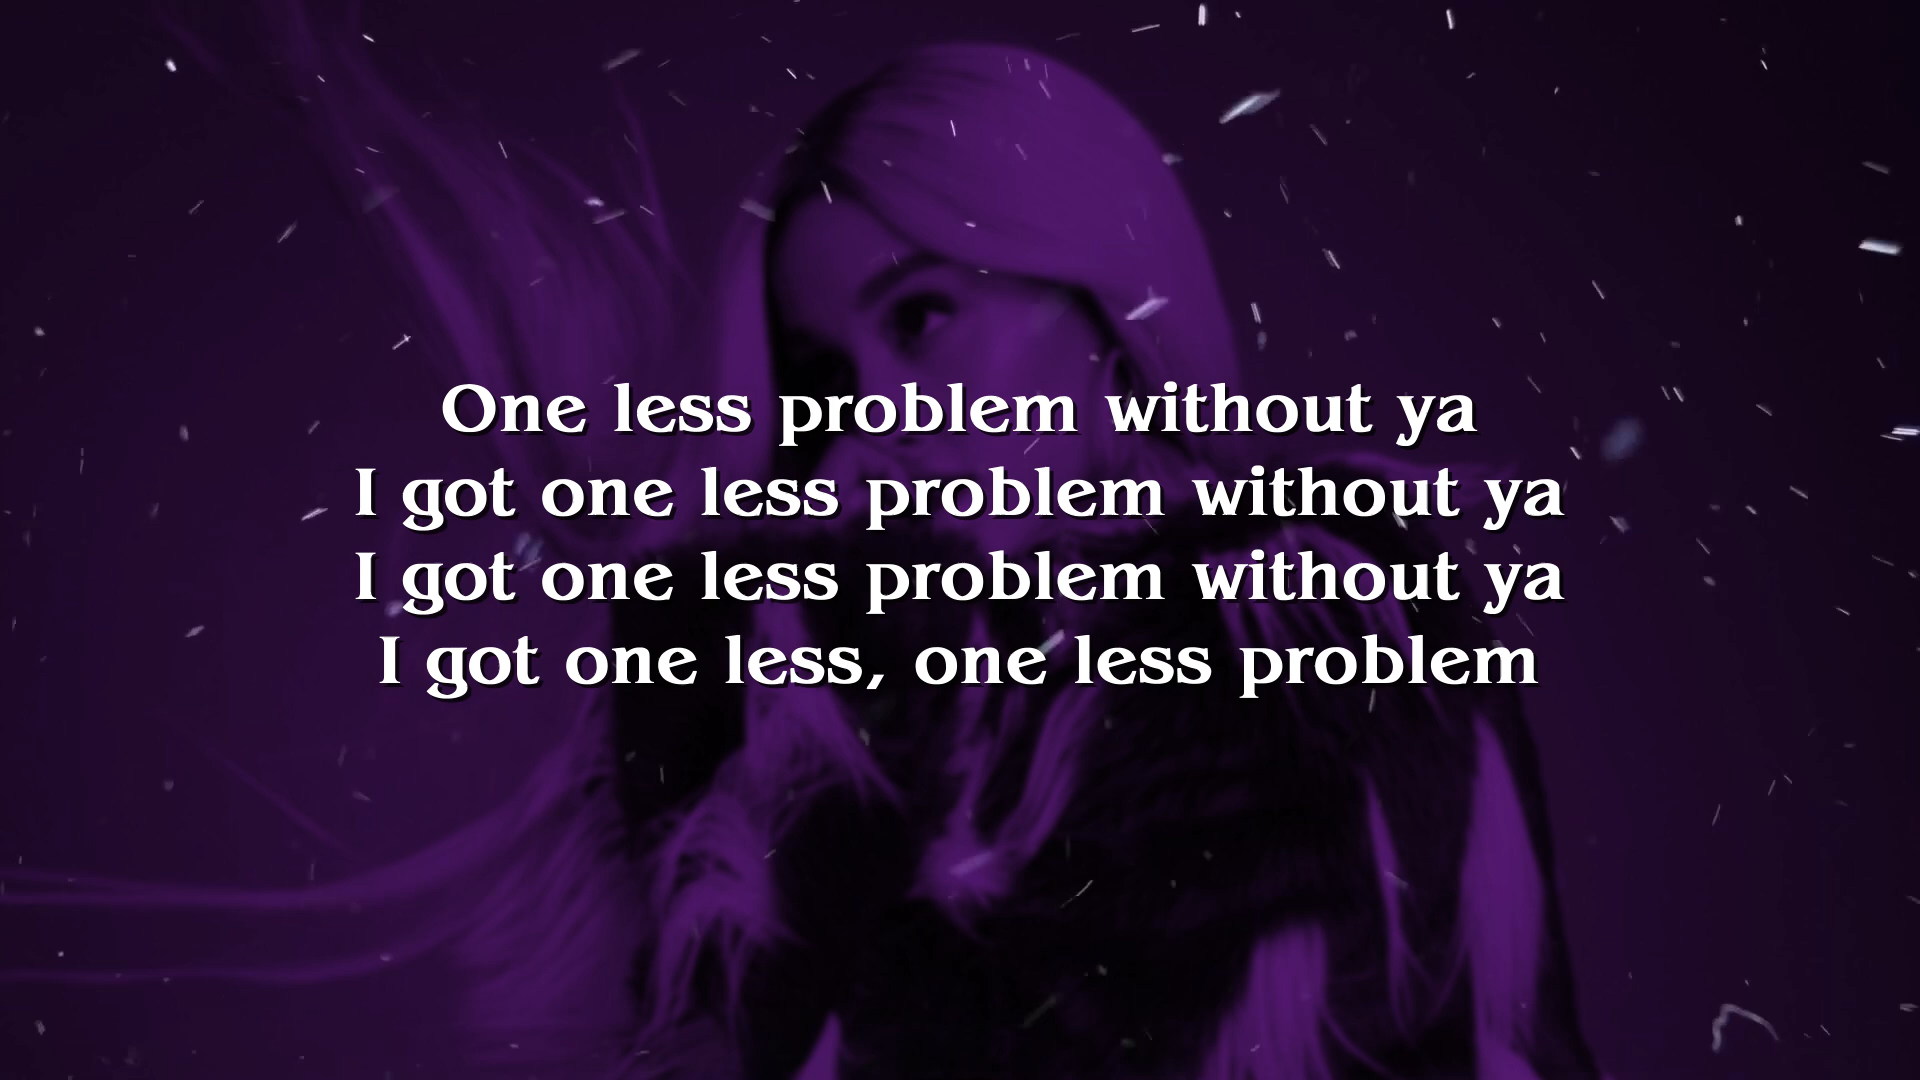 One less problem without ya
I got one less problem without ya
I got one less problem without ya
I got one less, one less problem